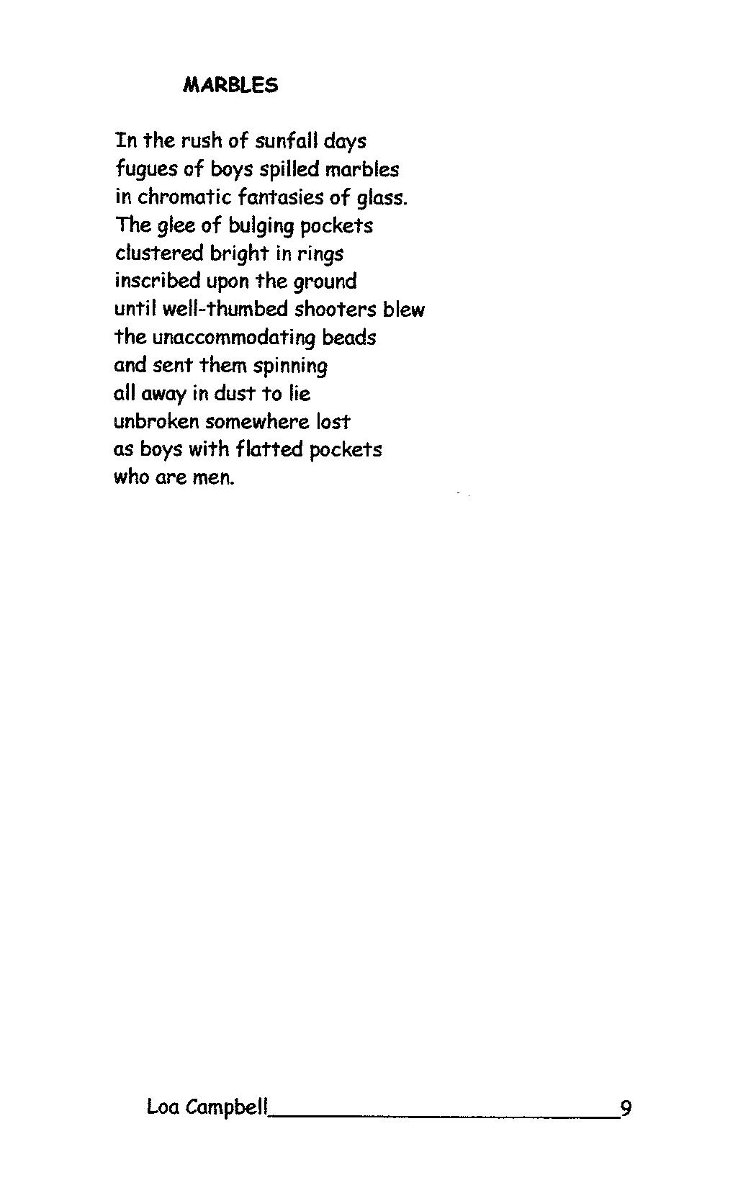 MARBLES
In the rush of sunfall days
fugues of boys spilled marbles
in chromatic fantasies of glass.
The glee of bulging pockets
clustered bright in rings
inscribed upon the ground
until well-thumbed shooters blew
the unaccommodating beads
and sent them spinning
all away in dust to lie
unbroken somewhere lost
as boys with flatted pockets
who are men.
Loa Campbell____________________________________9